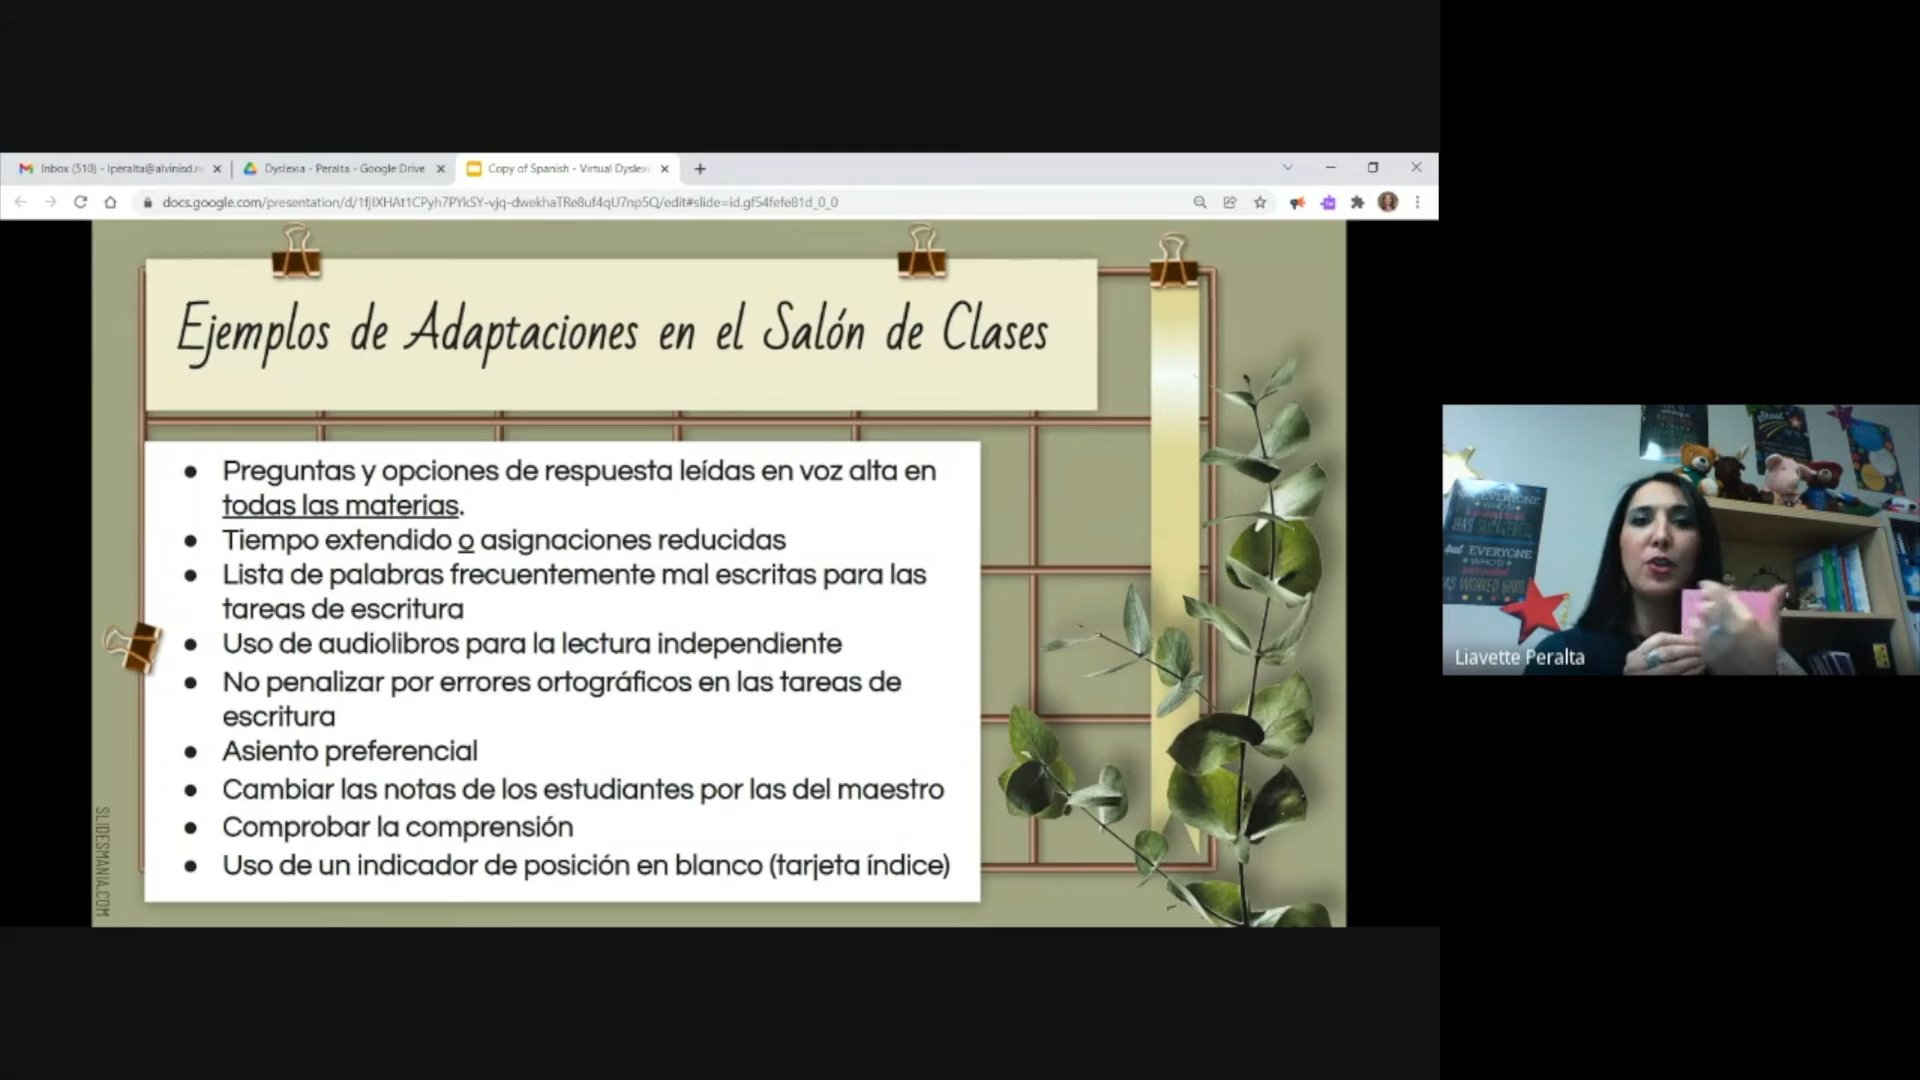 Inbox (510) - lperalta@alvinisd.n
Dyslexia - Peralta - Google Drive
Copy of Spanish - Virtual Dyslex
docs.google.com/presentation/d/1fjIXHAt1CPyh7PYkSY-vjq-dwekhaTRe8uf4qU7np5Q/edit#slide=id.gf54fefe81d_0_0
Ejemplos de Adaptaciones en el Salón de Clases
● Preguntas y opciones de respuesta leídas en voz alta en
todas las materias.
● Tiempo extendido o asignaciones reducidas
● Lista de palabras frecuentemente mal escritas para las
tareas de escritura
● Uso de audiolibros para la lectura independiente
● No penalizar por errores ortográficos en las tareas de
escritura
● Asiento preferencial
● Cambiar las notas de los estudiantes por las del maestro
● Comprobar la comprensión
● Uso de un indicador de posición en blanco (tarjeta índice)
SLIDESMANIA.COM
EVERYONE
WHO'S
HAS SUCCEEDED
but EVERYONE
WHO'S
HAS WORKED HARD
Liavette Peralta